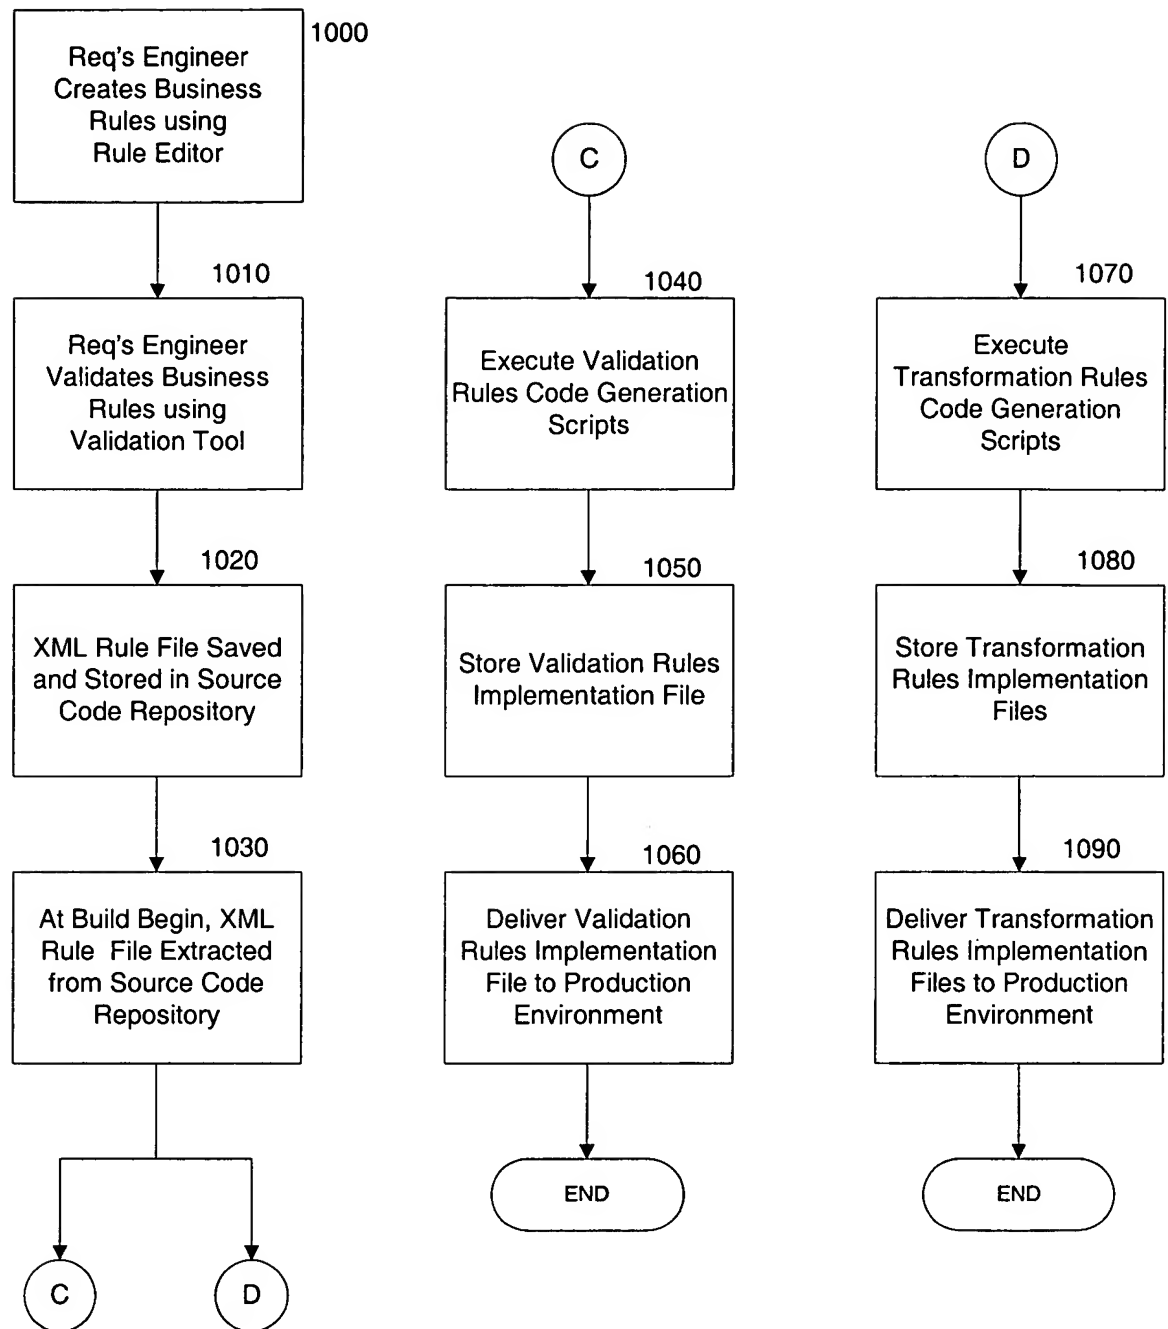 1000
Req's Engineer
Creates Business
Rules using
Rule Editor
1010
Req's Engineer
Validates Business
Rules using
Validation Tool
1020
XML Rule File Saved
and Stored in Source
Code Repository
1030
At Build Begin, XML
Rule File Extracted
from Source Code
Repository
C
D
C
1040
Execute Validation
Rules Code Generation
Scripts
1050
Store Validation Rules
Implementation File
1060
Deliver Validation
Rules Implementation
File to Production
Environment
END
D
1070
Execute
Transformation Rules
Code Generation
Scripts
1080
Store Transformation
Rules Implementation
Files
1090
Deliver Transformation
Rules Implementation
Files to Production
Environment
END